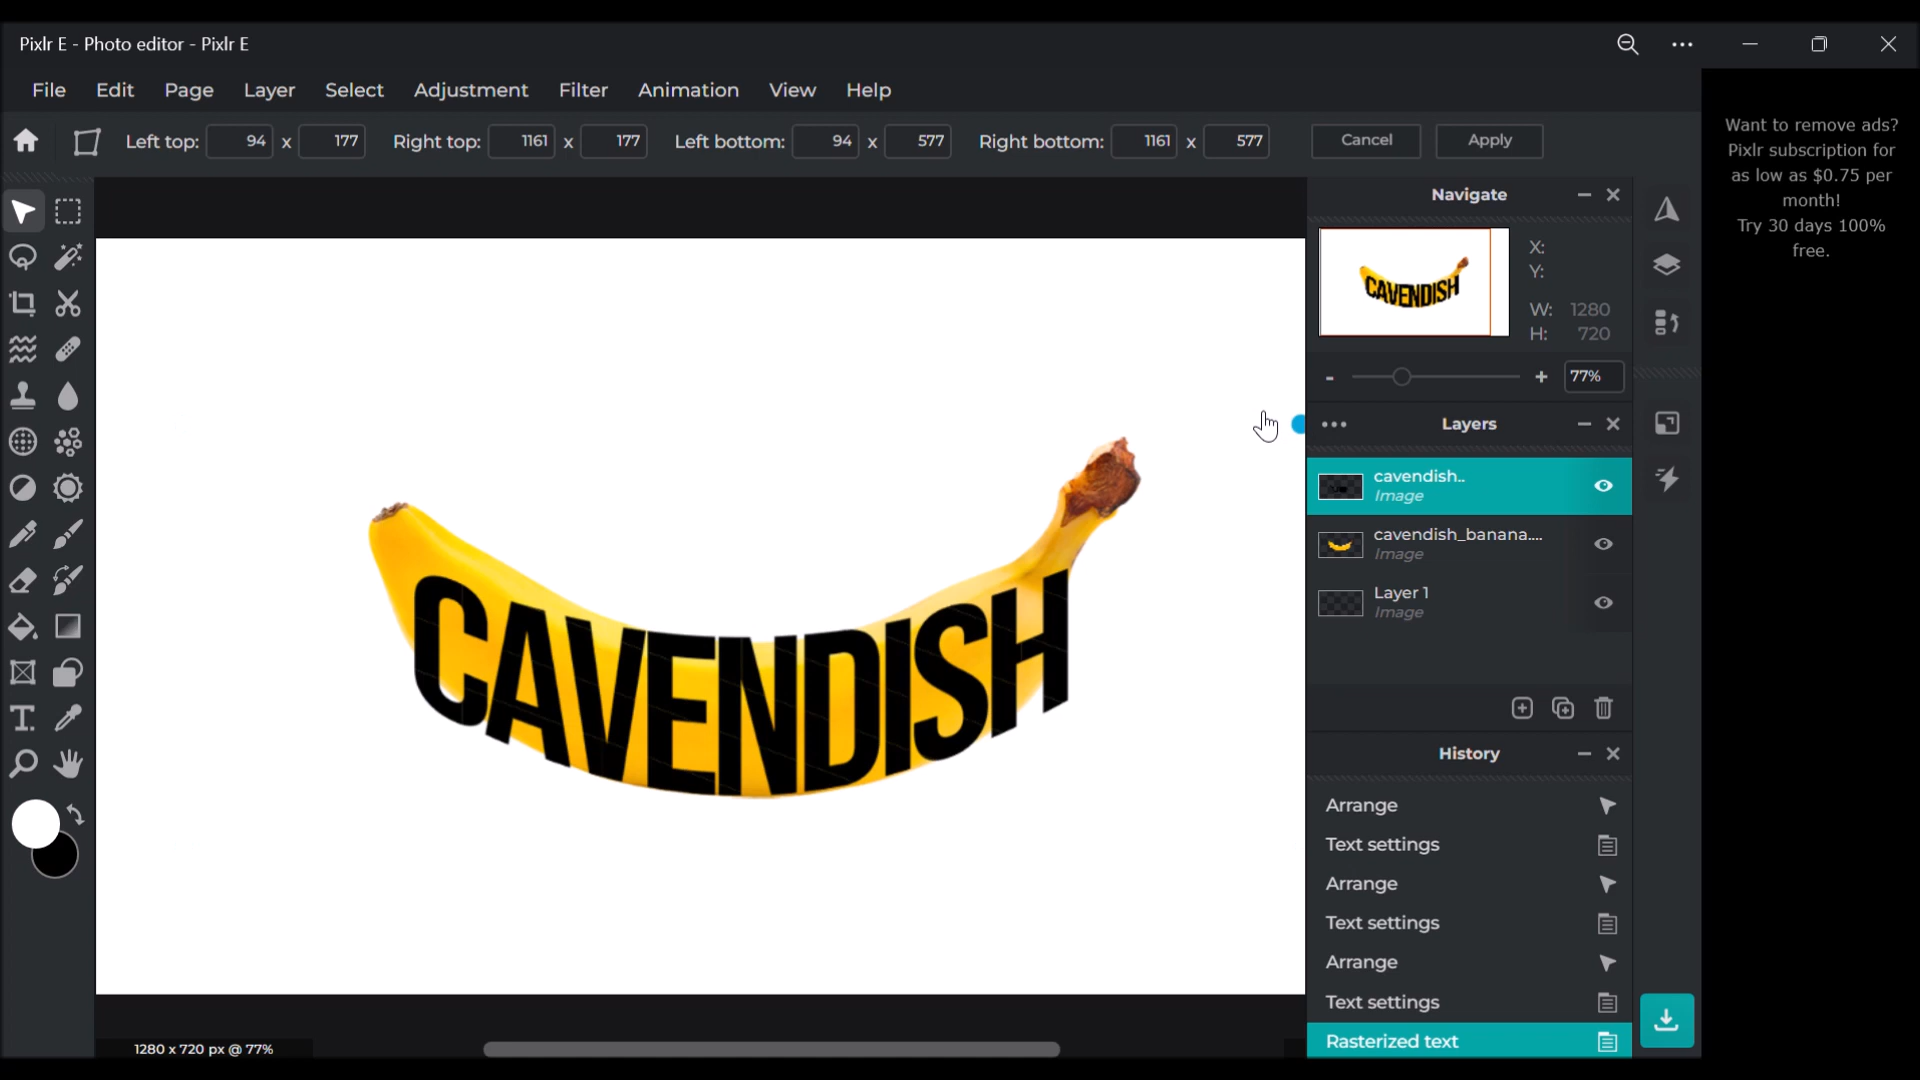 Pixlr E - Photo editor - Pixlr E
File Edit Page Layer Select Adjustment Filter Animation View Help
Left top: 94 x 177 Right top: 1161 x 177 Left bottom: 94 x 577 Right bottom: 1161 x 577 Cancel Apply
Want to remove ads?
Pixlr subscription for
as low as $0.75 per
month!
Try 30 days 100%
free.
Navigate
X:
Y:
W: 1280
H: 720
- + 77%
Layers
cavendish..
Image
cavendish_banana....
Image
Layer 1
Image
History
Arrange
Text settings
Arrange
Text settings
Arrange
Text settings
Rasterized text
CAVENDISH
CAVENDISH
1280 x 720 px @ 77%